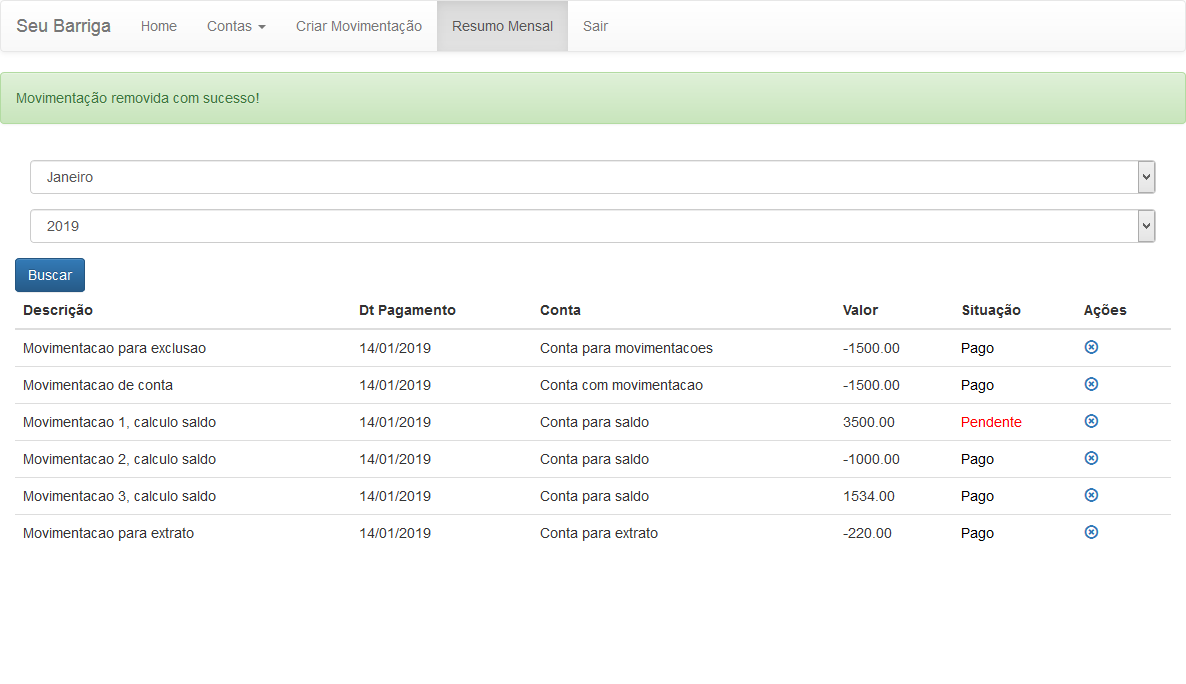 Seu Barriga Home Contas Criar Movimentação Resumo Mensal Sair
Movimentação removida com sucesso!
Janeiro
2019
Buscar
Descrição Dt Pagamento Conta Valor Situação Ações
Movimentacao para exclusao 14/01/2019 Conta para movimentacoes -1500.00 Pago
Movimentacao de conta 14/01/2019 Conta com movimentacao -1500.00 Pago
Movimentacao 1, calculo saldo 14/01/2019 Conta para saldo 3500.00 Pendente
Movimentacao 2, calculo saldo 14/01/2019 Conta para saldo -1000.00 Pago
Movimentacao 3, calculo saldo 14/01/2019 Conta para saldo 1534.00 Pago
Movimentacao para extrato 14/01/2019 Conta para extrato -220.00 Pago